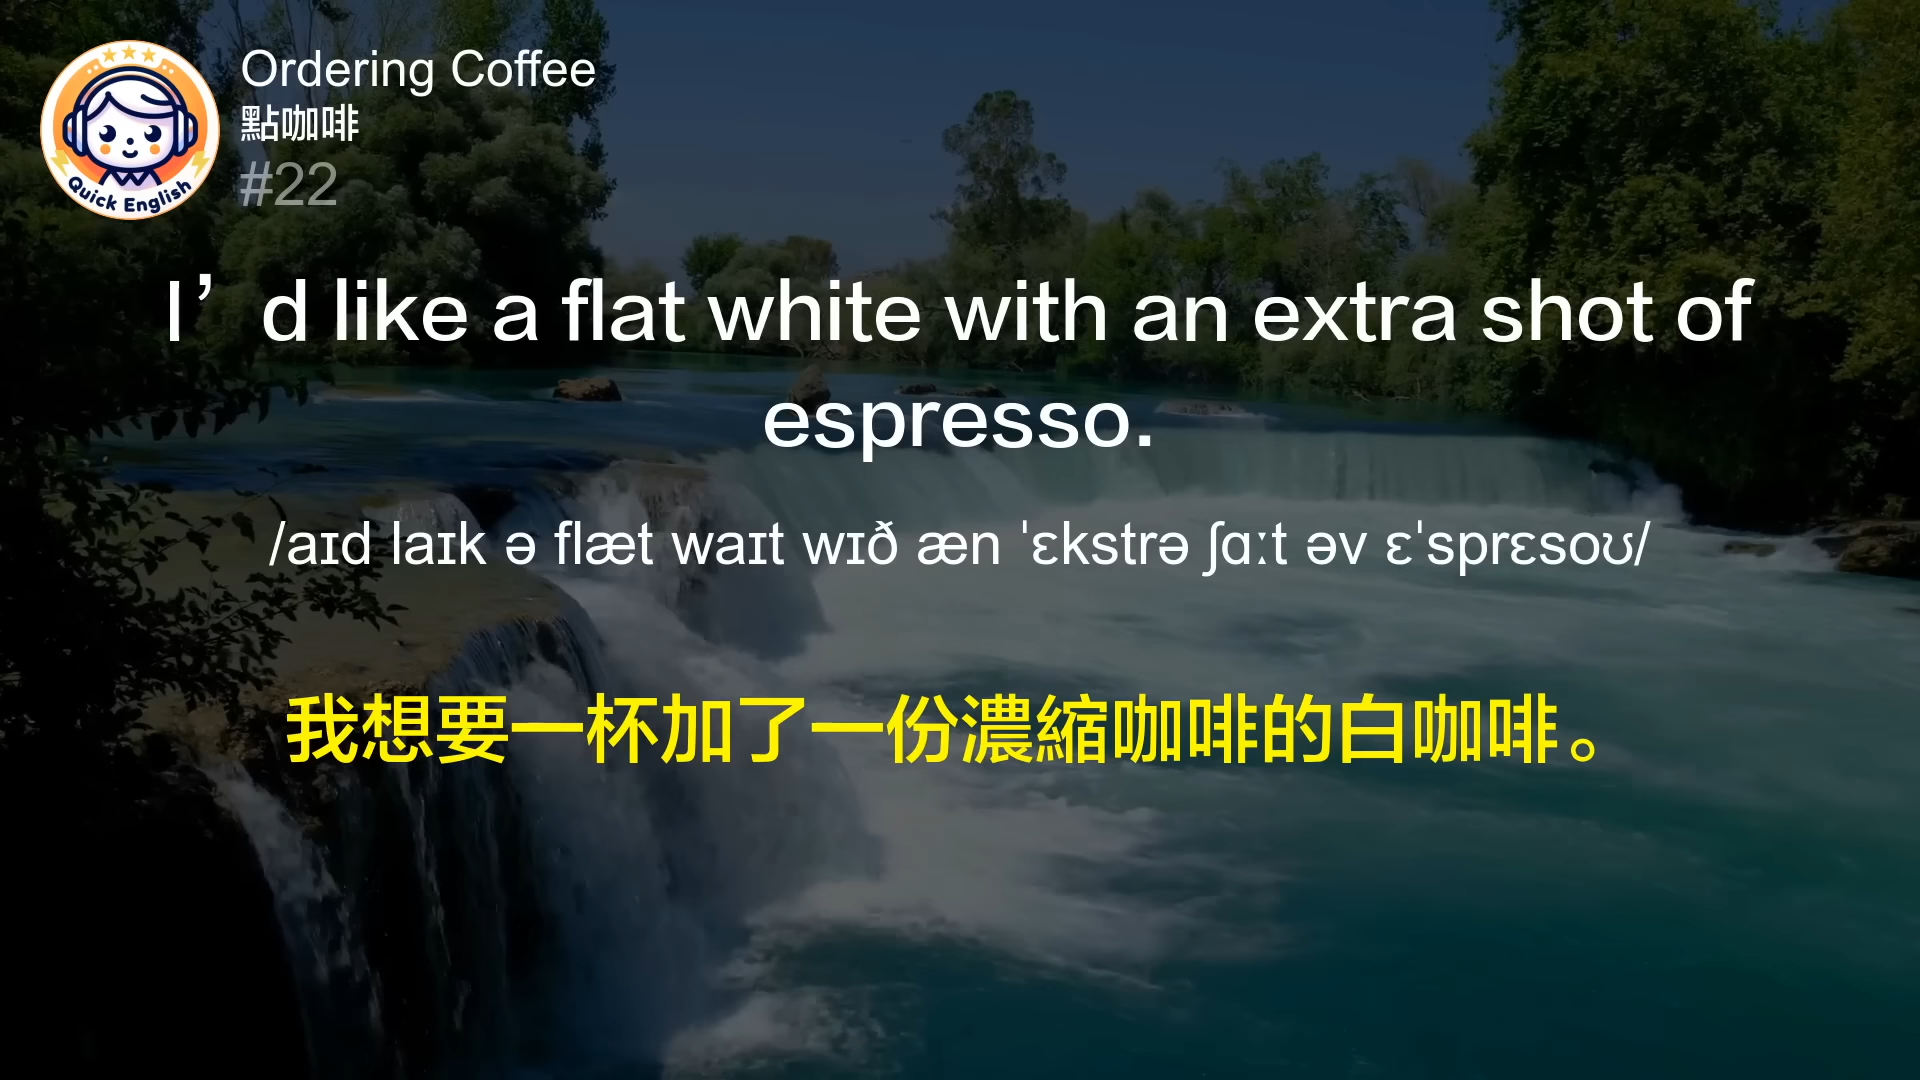 Ordering Coffee
點咖啡
#22
Quick English
I’d like a flat white with an extra shot of
espresso.
/aɪd laɪk ə flæt waɪt wɪð æn ˈɛkstrə ʃɑːt əv ɛˈsprɛsoʊ/
我想要一杯加了一份濃縮咖啡的白咖啡。